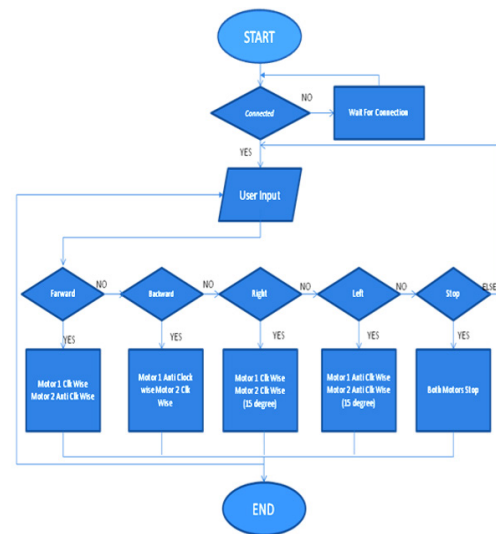 START
Connected
NO
Wait For Connection
YES
User Input
Forward
NO
Backward
NO
Right
NO
Left
NO
Stop
ELSE
YES
YES
YES
YES
YES
Motor 1 Clk Wise
Motor 2 Anti Clk Wise
Motor 1 Anti Clock
wise Motor 2 Clk
Wise
Motor 1 Clk Wise
Motor 2 Clk Wise
(15 degree)
Motor 1 Anti Clk Wise
Motor 2 Anti Clk Wise
(15 degree)
Both Motors Stop
END